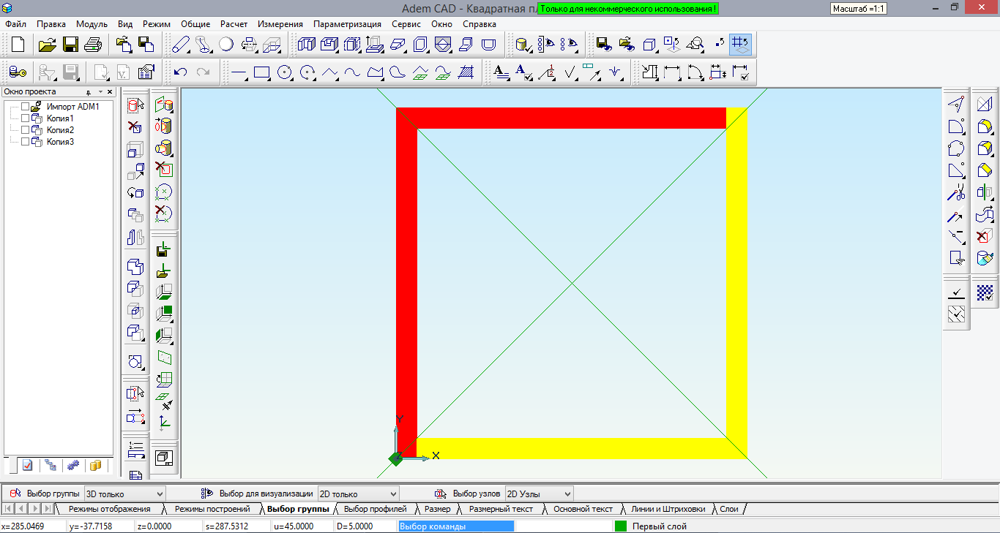 Adem CAD - Квадратная пл
Только для некоммерческого использования !
Масштаб =1:1
Файл Правка Модуль Вид Режим Общие Расчет Измерения Параметризация Сервис Окно Справка
Окно проекта
Импорт ADM1
Копия1
Копия2
Копия3
Y
Z
X
Выбор группы 3D только Выбор для визуализации 2D только Выбор узлов 2D Узлы
Режимы отображения Режимы построений Выбор группы Выбор профилей Размер Размерный текст Основной текст Линии и Штриховки Слои
x=285.0469 y=-37.7158 z=0.0000 s=287.5312 u=45.0000 D=5.0000 Выбор команды Первый слой